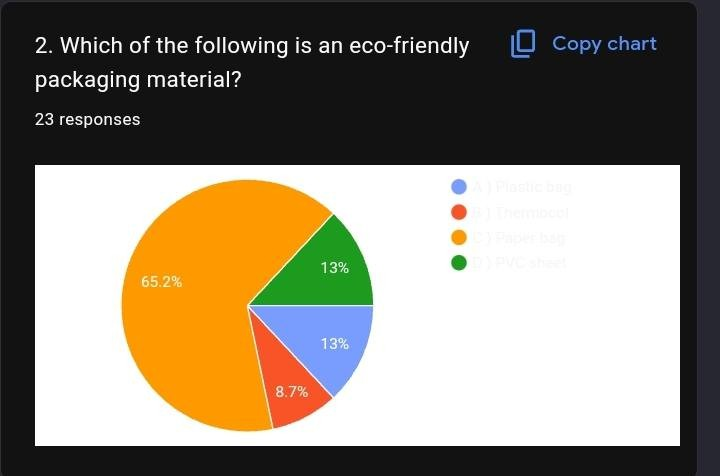 2. Which of the following is an eco-friendly
packaging material?
Copy chart
23 responses
A ) Plastic bag
B ) Thermocol
C ) Paper bag
D ) PVC sheet
65.2%
13%
13%
8.7%